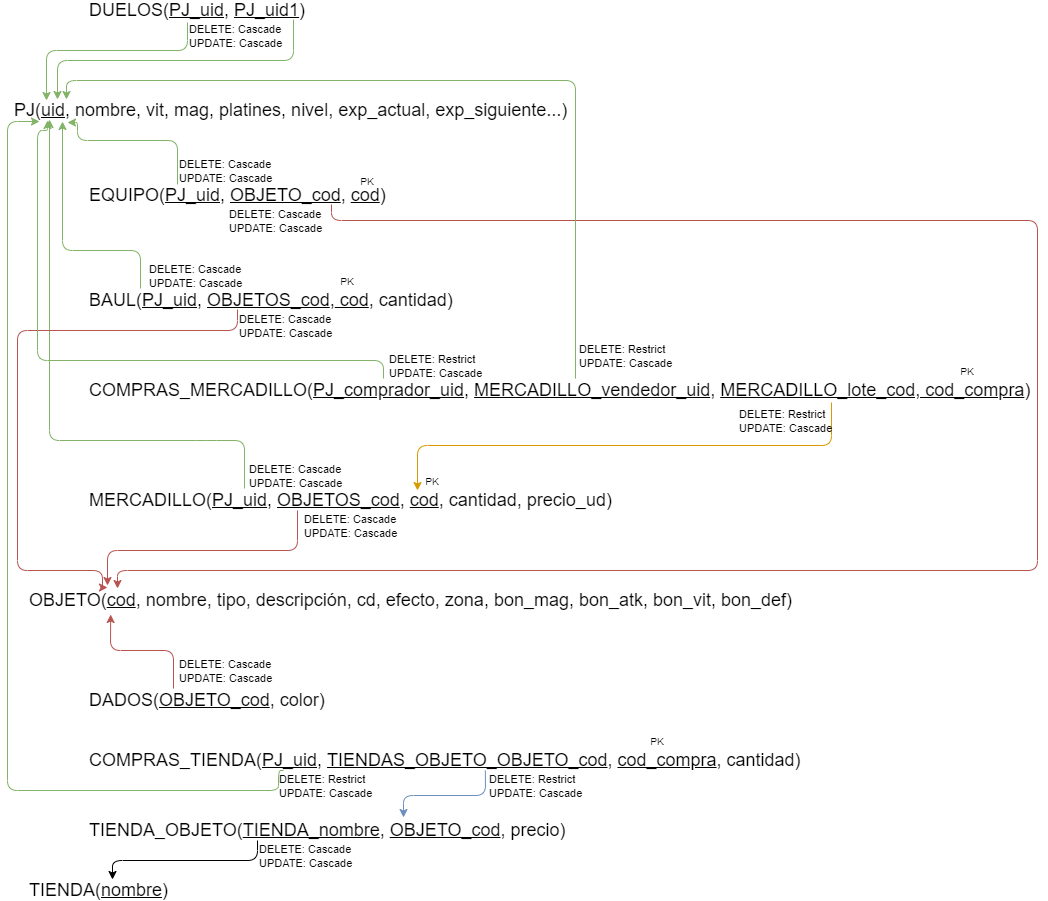 DUELOS(PJ_uid, PJ_uid1)
DELETE: Cascade
UPDATE: Cascade
PJ(uid, nombre, vit, mag, platines, nivel, exp_actual, exp_siguiente...)
DELETE: Cascade
UPDATE: Cascade
PK
EQUIPO(PJ_uid, OBJETO_cod, cod)
DELETE: Cascade
UPDATE: Cascade
DELETE: Cascade
UPDATE: Cascade
PK
BAUL(PJ_uid, OBJETOS_cod, cod, cantidad)
DELETE: Cascade
UPDATE: Cascade
DELETE: Restrict
UPDATE: Cascade
DELETE: Restrict
UPDATE: Cascade
PK
COMPRAS_MERCADILLO(PJ_comprador_uid, MERCADILLO_vendedor_uid, MERCADILLO_lote_cod, cod_compra)
DELETE: Restrict
UPDATE: Cascade
DELETE: Cascade
UPDATE: Cascade
PK
MERCADILLO(PJ_uid, OBJETOS_cod, cod, cantidad, precio_ud)
DELETE: Cascade
UPDATE: Cascade
OBJETO(cod, nombre, tipo, descripción, cd, efecto, zona, bon_mag, bon_atk, bon_vit, bon_def)
DELETE: Cascade
UPDATE: Cascade
DADOS(OBJETO_cod, color)
PK
COMPRAS_TIENDA(PJ_uid, TIENDAS_OBJETO_OBJETO_cod, cod_compra, cantidad)
DELETE: Restrict
UPDATE: Cascade
DELETE: Restrict
UPDATE: Cascade
TIENDA_OBJETO(TIENDA_nombre, OBJETO_cod, precio)
DELETE: Cascade
UPDATE: Cascade
TIENDA(nombre)